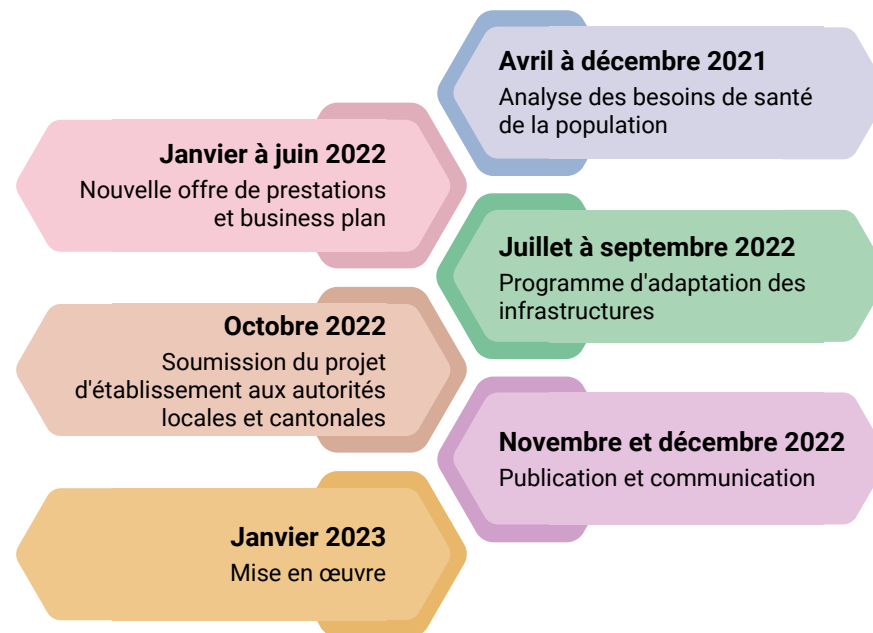 Avril à décembre 2021
Analyse des besoins de santé
de la population
Janvier à juin 2022
Nouvelle offre de prestations
et business plan
Juillet à septembre 2022
Programme d'adaptation des
infrastructures
Octobre 2022
Soumission du projet
d'établissement aux autorités
locales et cantonales
Novembre et décembre 2022
Publication et communication
Janvier 2023
Mise en œuvre